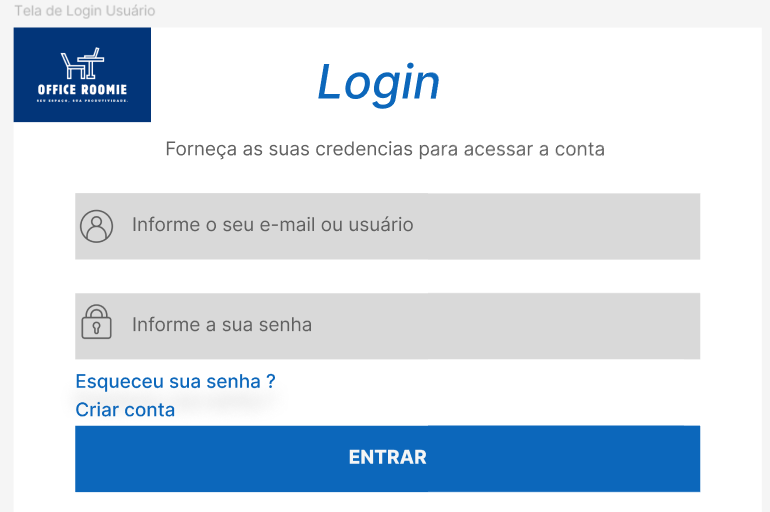 Tela de Login Usuário
OFFICE ROOMIE
SEU ESPAÇO, SUA PRODUTIVIDADE.
Login
Forneça as suas credencias para acessar a conta
Informe o seu e-mail ou usuário
Informe a sua senha
Esqueceu sua senha ?
Criar conta
ENTRAR